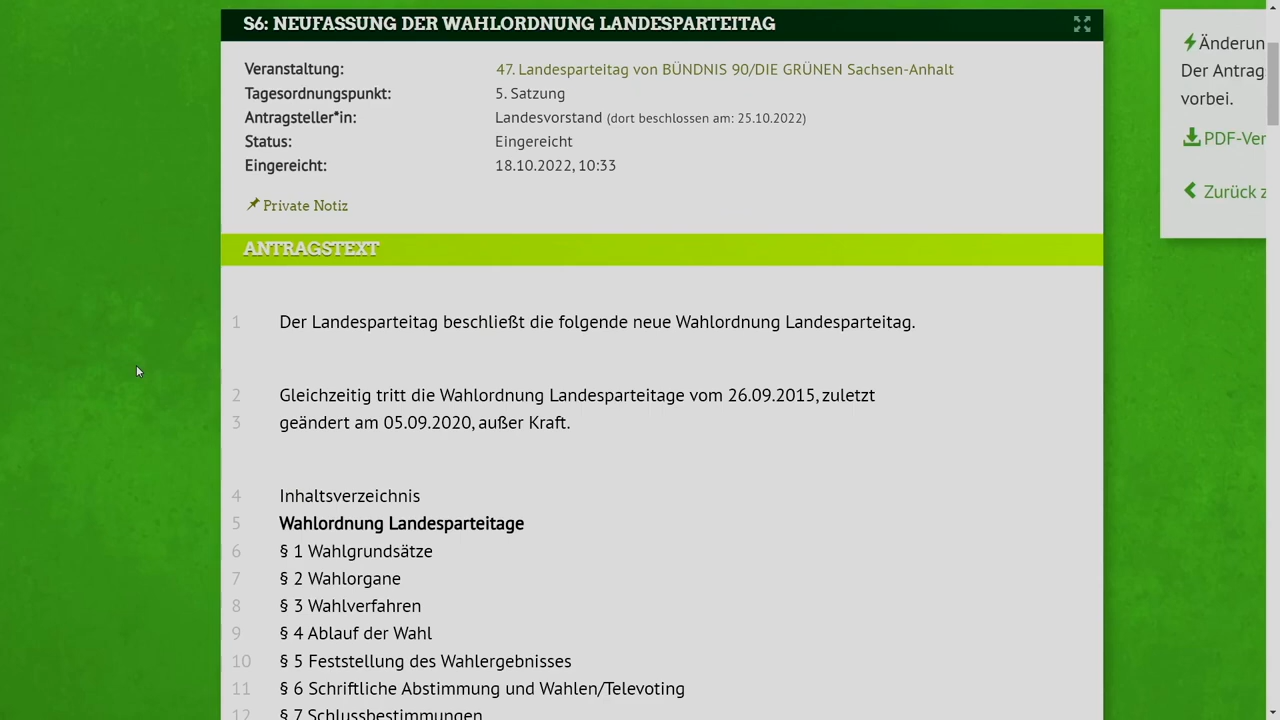 S6: NEUFASSUNG DER WAHLORDNUNG LANDESPARTEITAG
Veranstaltung: 47. Landesparteitag von BÜNDNIS 90/DIE GRÜNEN Sachsen-Anhalt
Tagesordnungspunkt: 5. Satzung
Antragsteller*in: Landesvorstand (dort beschlossen am: 25.10.2022)
Status: Eingereicht
Eingereicht: 18.10.2022, 10:33
Private Notiz
ANTRAGSTEXT
1 Der Landesparteitag beschließt die folgende neue Wahlordnung Landesparteitag.
2 Gleichzeitig tritt die Wahlordnung Landesparteitage vom 26.09.2015, zuletzt
3 geändert am 05.09.2020, außer Kraft.
4 Inhaltsverzeichnis
5 Wahlordnung Landesparteitage
6 § 1 Wahlgrundsätze
7 § 2 Wahlorgane
8 § 3 Wahlverfahren
9 § 4 Ablauf der Wahl
10 § 5 Feststellung des Wahlergebnisses
11 § 6 Schriftliche Abstimmung und Wahlen/Televoting
12 § 7 Schlussbestimmungen
Änderun
Der Antrag
vorbei.
PDF-Ver
Zurück z